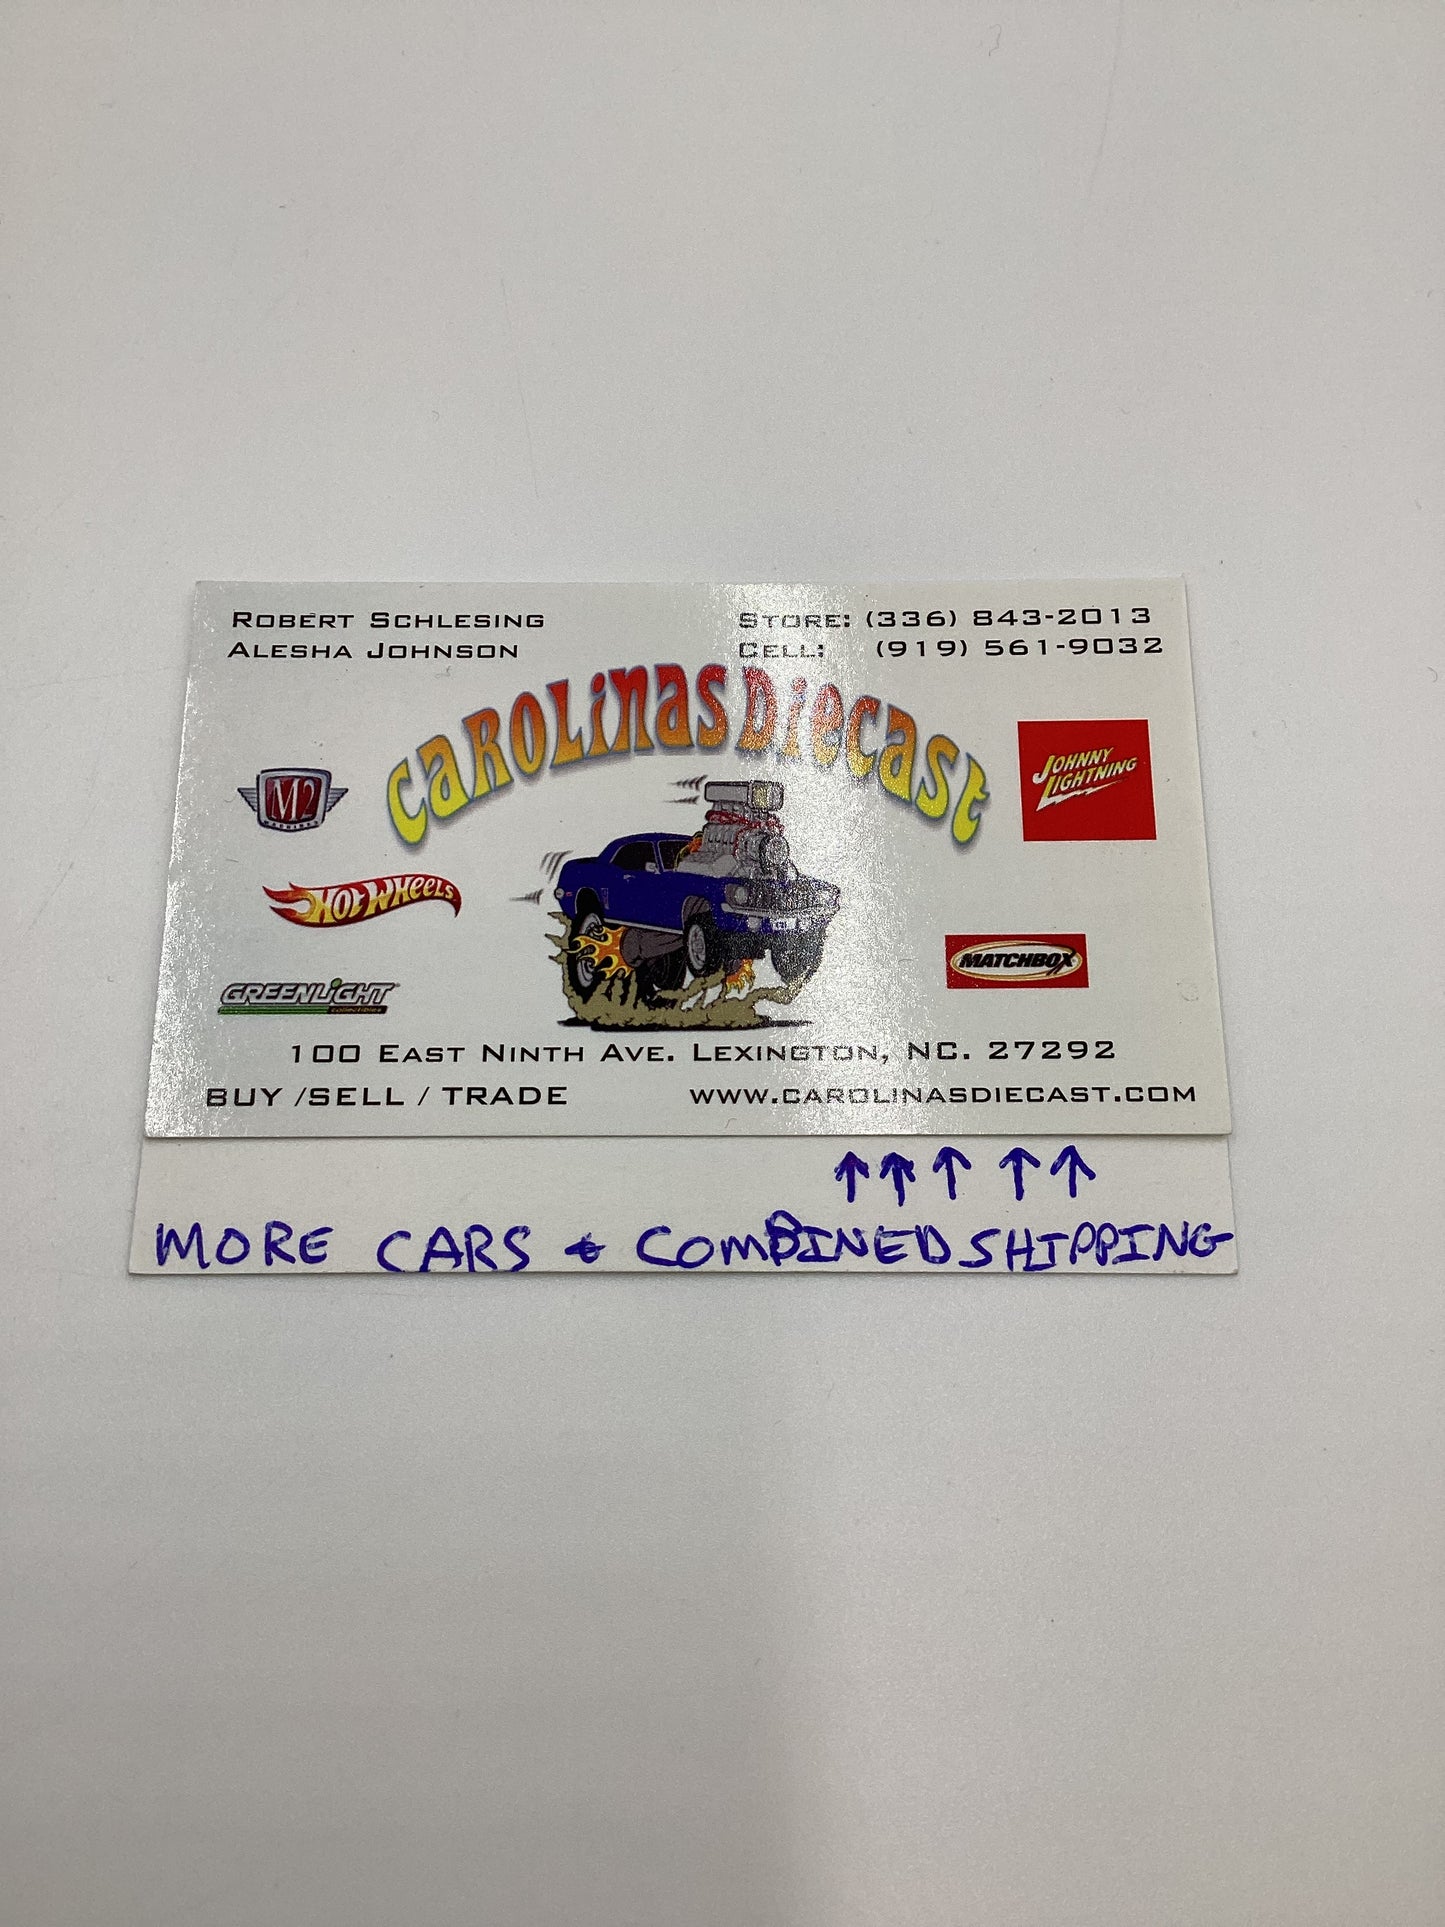 ROBERT SCHLESING
ALESHA JOHNSON
STORE: (336) 843-2013
CELL: (919) 561-9032
CAROLINAS DIECAST
M2
MACHINES
JOHNNY
LIGHTNING
HOT WHEELS
MATCHBOX
GREENLIGHT
collectibles
100 EAST NINTH AVE. LEXINGTON, NC. 27292
BUY /SELL / TRADE
WWW.CAROLINASDIECAST.COM
↑↑↑↑↑
MORE CARS & COMBINED SHIPPING